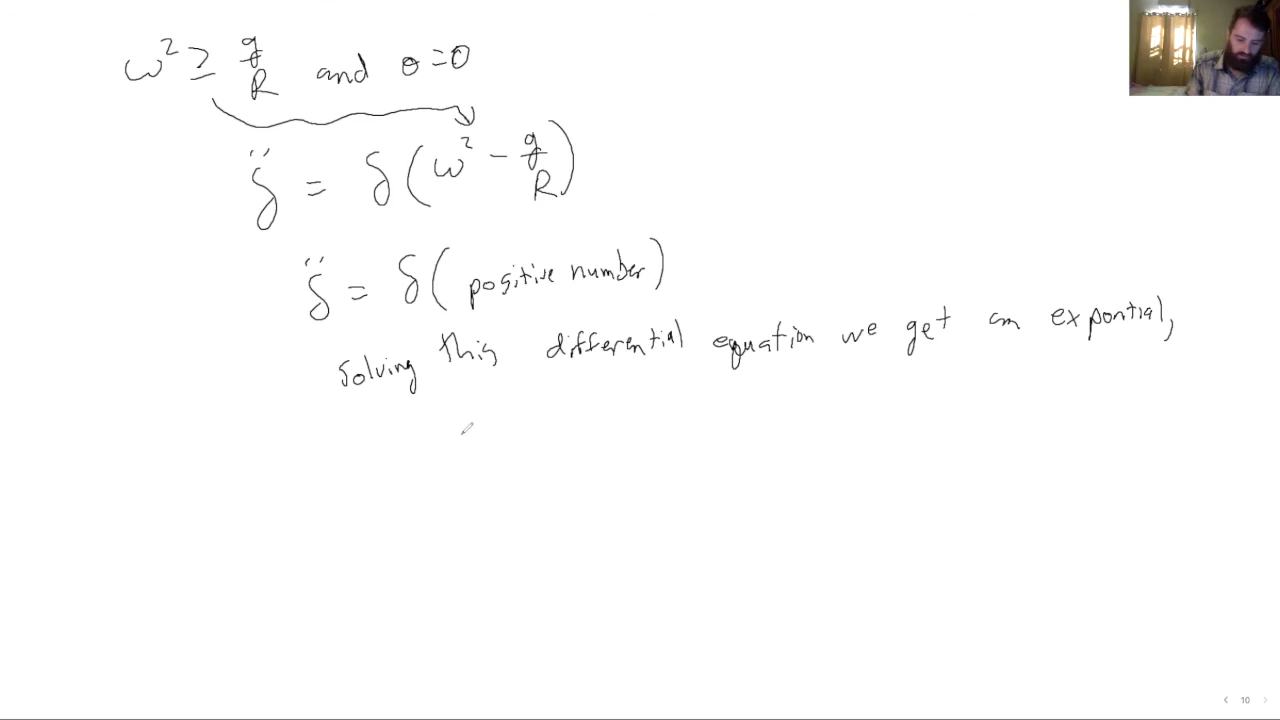 ω² ≥ g/R and θ=0
δ̈ = δ(ω² - g/R)
δ̈ = δ(positive number)
solving this differential equation we get an expontial,
10